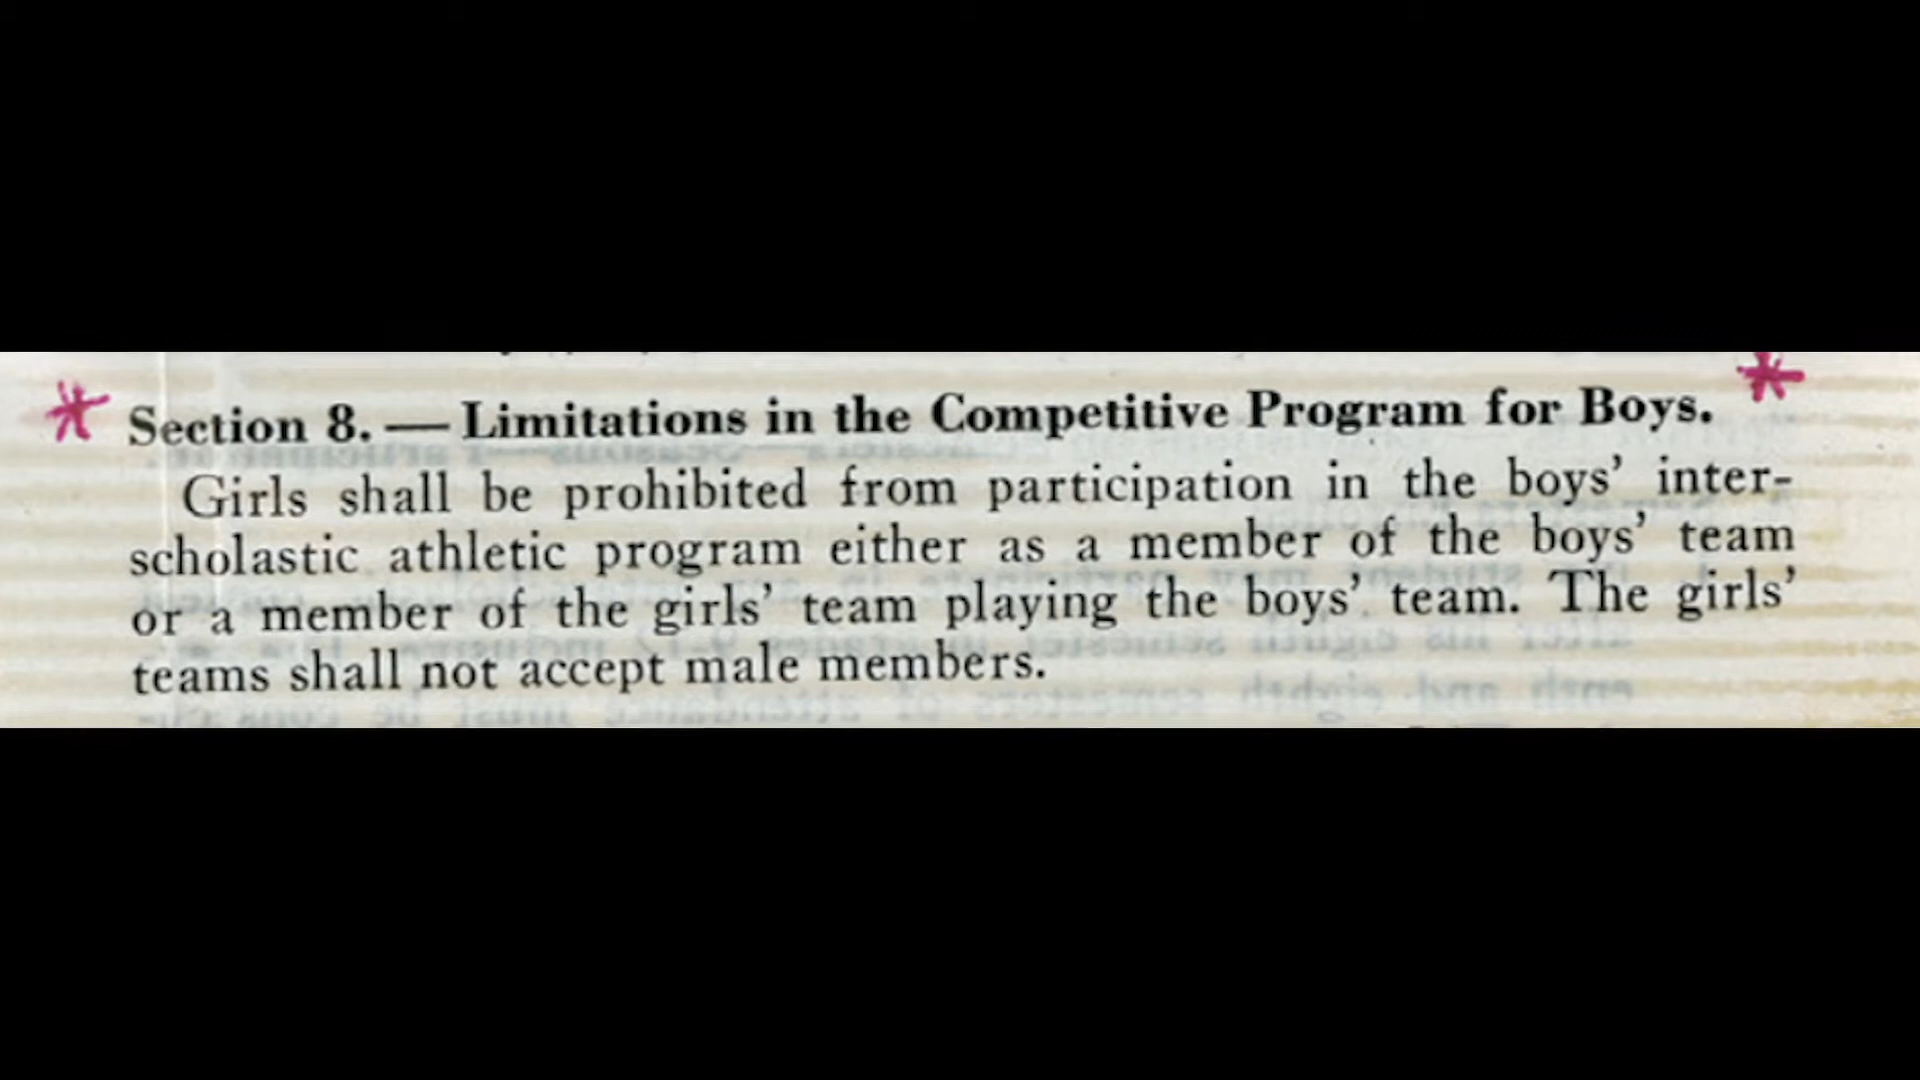 * Section 8. — Limitations in the Competitive Program for Boys. *
Girls shall be prohibited from participation in the boys’ inter-
scholastic athletic program either as a member of the boys’ team
or a member of the girls’ team playing the boys’ team. The girls’
teams shall not accept male members.